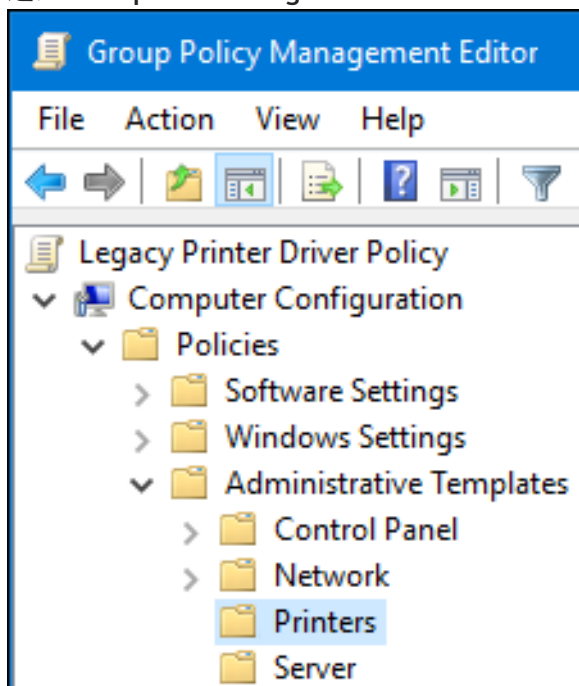 Group Policy Management Editor
File Action View Help
Legacy Printer Driver Policy
Computer Configuration
Policies
Software Settings
Windows Settings
Administrative Templates
Control Panel
Network
Printers
Server